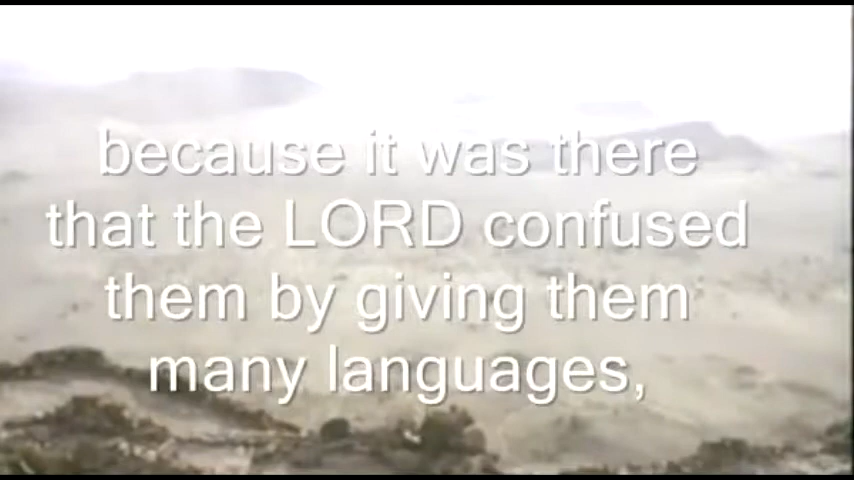 because it was there
that the LORD confused
them by giving them
many languages,